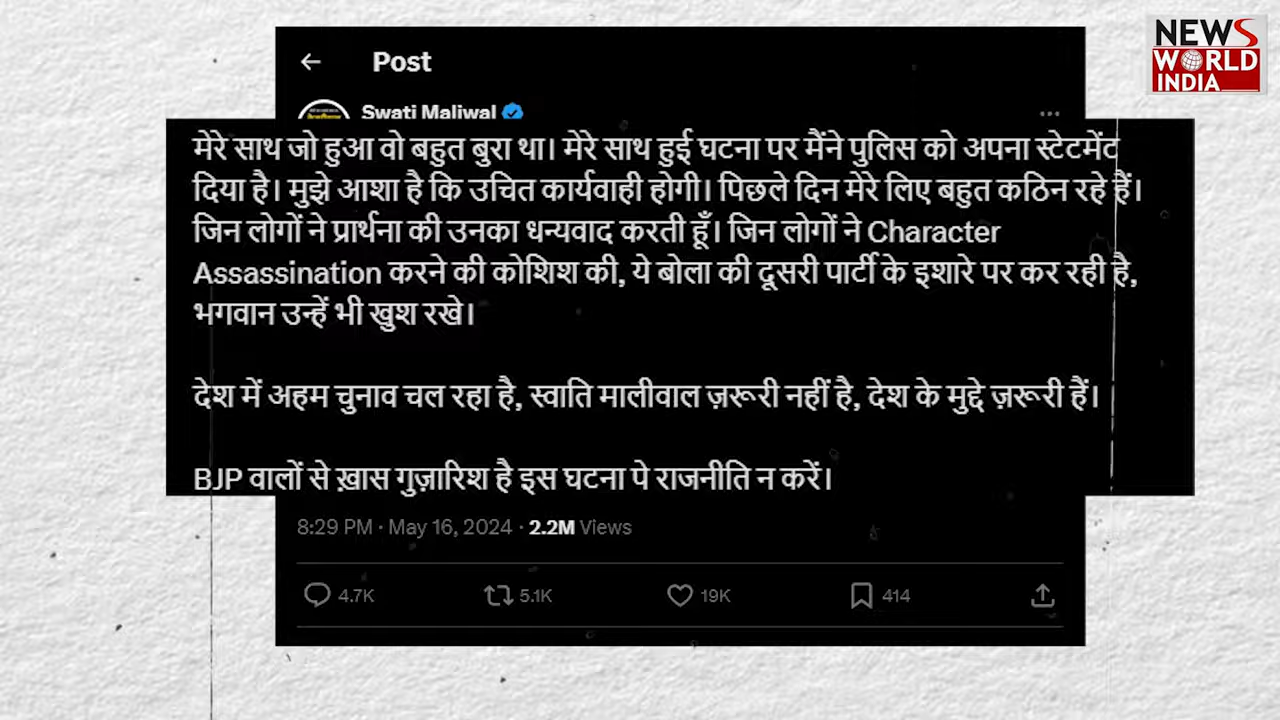 NEWS
WORLD
INDIA
Post
Swati Maliwal
मेरे साथ जो हुआ वो बहुत बुरा था। मेरे साथ हुई घटना पर मैंने पुलिस को अपना स्टेटमेंट
दिया है। मुझे आशा है कि उचित कार्यवाही होगी। पिछले दिन मेरे लिए बहुत कठिन रहे हैं।
जिन लोगों ने प्रार्थना की उनका धन्यवाद करती हूँ। जिन लोगों ने Character
Assassination करने की कोशिश की, ये बोला की दूसरी पार्टी के इशारे पर कर रही है,
भगवान उन्हें भी खुश रखे।
देश में अहम चुनाव चल रहा है, स्वाति मालीवाल ज़रूरी नहीं है, देश के मुद्दे ज़रूरी हैं।
BJP वालों से ख़ास गुज़ारिश है इस घटना पे राजनीति न करें।
8:29 PM · May 16, 2024 · 2.2M Views
4.7K 5.1K 19K 414